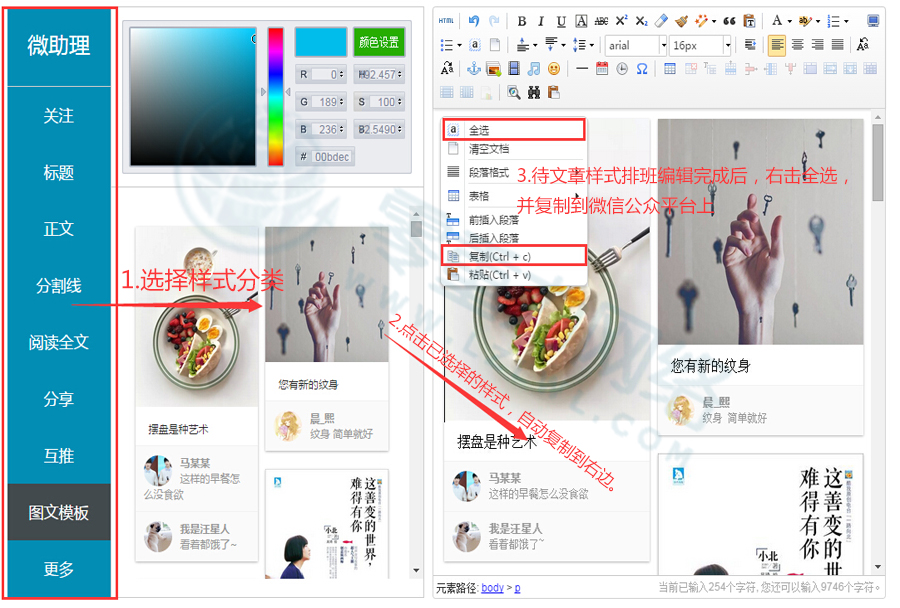 微助理
关注
标题
正文
分割线
阅读全文
分享
互推
图文模板
更多
颜色设置
R 0 H 92.457
G 189 S 100
B 236 B 2.5490
# 00bdec
1.选择样式分类
您有新的纹身
晨_熙
纹身 简单就好
摆盘是种艺术
马某某
这样的早餐怎么没食欲
我是汪星人
看着都饿了~
这善变的世界,
难得有你
小北
HTML
B I U A ABC X² X₂
A ab
arial 16px
全选
清空文档
段落格式
表格
前插入段落
后插入段落
复制(Ctrl + c)
粘贴(Ctrl + v)
3.待文章样式排班编辑完成后，右击全选，
并复制到微信公众平台上
2.点击已选择的样式，自动复制到右边。
您有新的纹身
晨_熙
纹身 简单就好
摆盘是种艺术
马某某
这样的早餐怎么没食欲
我是汪星人
看着都饿了~
这善变的世界,
难得有你
小北
元素路径: body > p
当前已输入254个字符, 您还可以输入9746个字符。